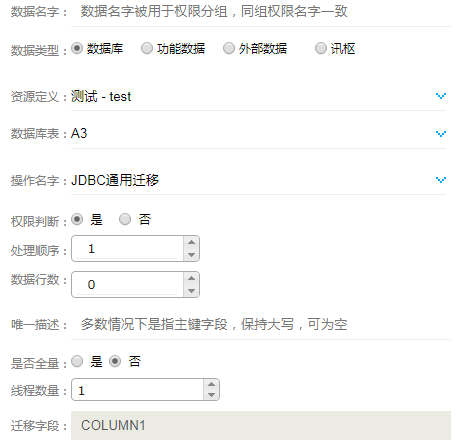 数据名字： 数据名字被用于权限分组，同组权限名字一致
数据类型： 数据库 功能数据 外部数据 讯枢
资源定义： 测试 - test
数据库表： A3
操作名字： JDBC通用迁移
权限判断： 是 否
处理顺序： 1
数据行数： 0
唯一描述： 多数情况下是指主键字段，保持大写，可为空
是否全量： 是 否
线程数量： 1
迁移字段： COLUMN1